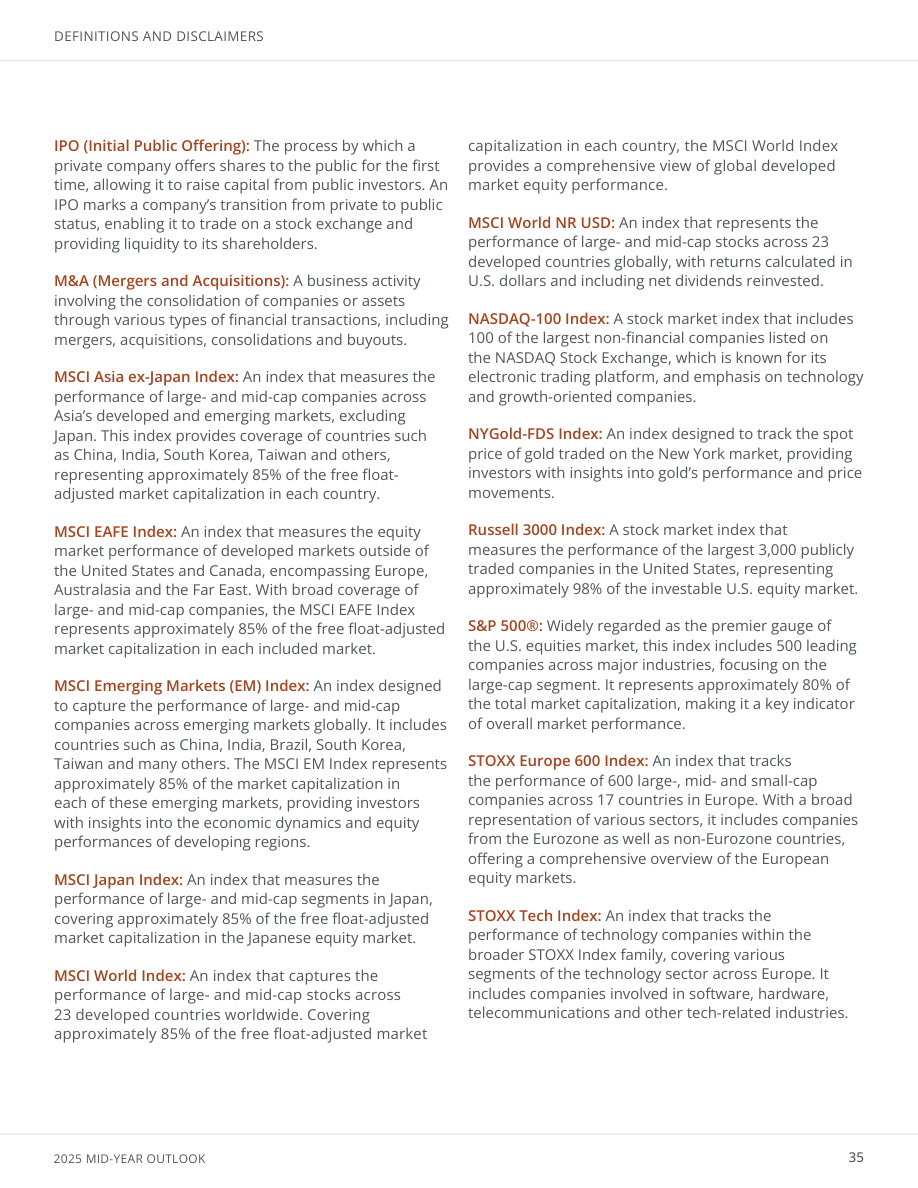 DEFINITIONS AND DISCLAIMERS
IPO (Initial Public Offering): The process by which a
private company offers shares to the public for the first
time, allowing it to raise capital from public investors. An
IPO marks a company’s transition from private to public
status, enabling it to trade on a stock exchange and
providing liquidity to its shareholders.
M&A (Mergers and Acquisitions): A business activity
involving the consolidation of companies or assets
through various types of financial transactions, including
mergers, acquisitions, consolidations and buyouts.
MSCI Asia ex-Japan Index: An index that measures the
performance of large- and mid-cap companies across
Asia’s developed and emerging markets, excluding
Japan. This index provides coverage of countries such
as China, India, South Korea, Taiwan and others,
representing approximately 85% of the free float-
adjusted market capitalization in each country.
MSCI EAFE Index: An index that measures the equity
market performance of developed markets outside of
the United States and Canada, encompassing Europe,
Australasia and the Far East. With broad coverage of
large- and mid-cap companies, the MSCI EAFE Index
represents approximately 85% of the free float-adjusted
market capitalization in each included market.
MSCI Emerging Markets (EM) Index: An index designed
to capture the performance of large- and mid-cap
companies across emerging markets globally. It includes
countries such as China, India, Brazil, South Korea,
Taiwan and many others. The MSCI EM Index represents
approximately 85% of the market capitalization in
each of these emerging markets, providing investors
with insights into the economic dynamics and equity
performances of developing regions.
MSCI Japan Index: An index that measures the
performance of large- and mid-cap segments in Japan,
covering approximately 85% of the free float-adjusted
market capitalization in the Japanese equity market.
MSCI World Index: An index that captures the
performance of large- and mid-cap stocks across
23 developed countries worldwide. Covering
approximately 85% of the free float-adjusted market
capitalization in each country, the MSCI World Index
provides a comprehensive view of global developed
market equity performance.
MSCI World NR USD: An index that represents the
performance of large- and mid-cap stocks across 23
developed countries globally, with returns calculated in
U.S. dollars and including net dividends reinvested.
NASDAQ-100 Index: A stock market index that includes
100 of the largest non-financial companies listed on
the NASDAQ Stock Exchange, which is known for its
electronic trading platform, and emphasis on technology
and growth-oriented companies.
NYGold-FDS Index: An index designed to track the spot
price of gold traded on the New York market, providing
investors with insights into gold’s performance and price
movements.
Russell 3000 Index: A stock market index that
measures the performance of the largest 3,000 publicly
traded companies in the United States, representing
approximately 98% of the investable U.S. equity market.
S&P 500®: Widely regarded as the premier gauge of
the U.S. equities market, this index includes 500 leading
companies across major industries, focusing on the
large-cap segment. It represents approximately 80% of
the total market capitalization, making it a key indicator
of overall market performance.
STOXX Europe 600 Index: An index that tracks
the performance of 600 large-, mid- and small-cap
companies across 17 countries in Europe. With a broad
representation of various sectors, it includes companies
from the Eurozone as well as non-Eurozone countries,
offering a comprehensive overview of the European
equity markets.
STOXX Tech Index: An index that tracks the
performance of technology companies within the
broader STOXX Index family, covering various
segments of the technology sector across Europe. It
includes companies involved in software, hardware,
telecommunications and other tech-related industries.
2025 MID-YEAR OUTLOOK
35